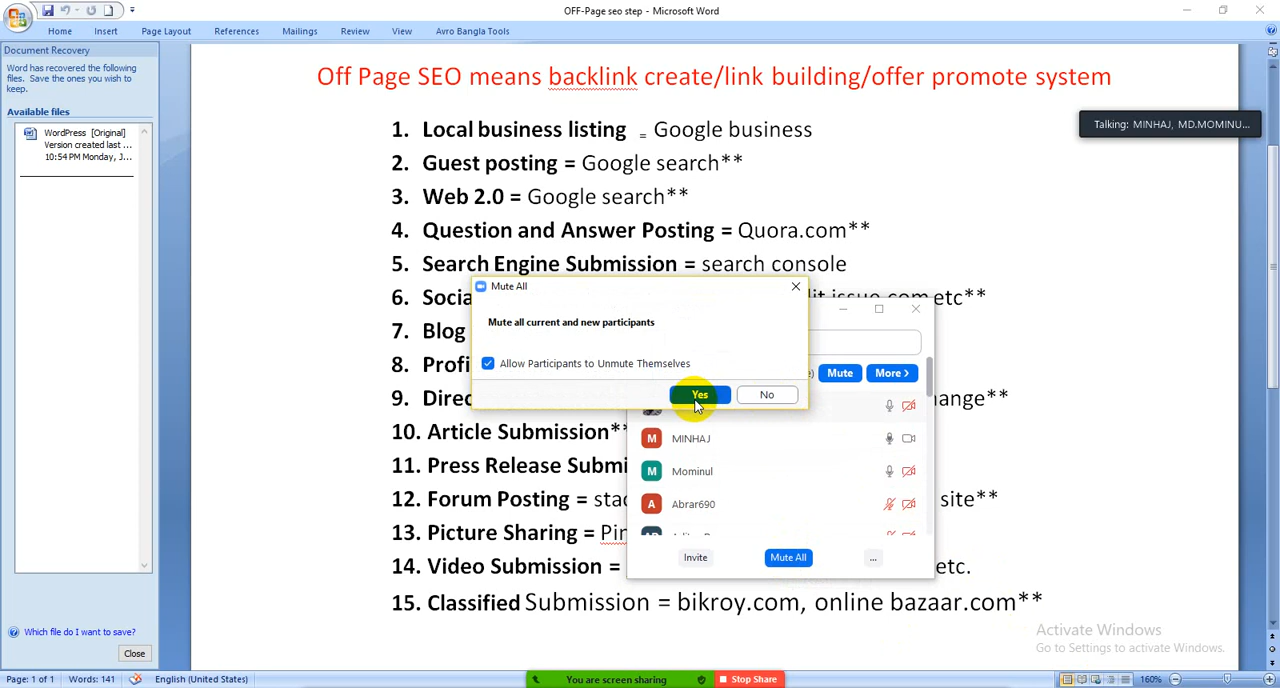 OFF-Page seo step - Microsoft Word
Home Insert Page Layout References Mailings Review View Avro Bangla Tools
Document Recovery
Word has recovered the following
files. Save the ones you wish to
keep.
Available files
WordPress [Original]
Version created last ...
10:54 PM Monday, J...
Which file do I want to save?
Close
Off Page SEO means backlink create/link building/offer promote system
Talking: MINHAJ, MD.MOMINU...
1. Local business listing = Google business
2. Guest posting = Google search**
3. Web 2.0 = Google search**
4. Question and Answer Posting = Quora.com**
5. Search Engine Submission = search console
6. Socia etc**
7. Blog
8. Profi
9. Direc hange**
10. Article Submission**
11. Press Release Submi
12. Forum Posting = stac site**
13. Picture Sharing = Pin
14. Video Submission = etc.
15. Classified Submission = bikroy.com, online bazaar.com**
Mute All
Mute all current and new participants
Allow Participants to Unmute Themselves
Yes No
Mute More >
M MINHAJ
M Mominul
A Abrar690
Invite Mute All ...
Activate Windows
Go to Settings to activate Windows.
Page: 1 of 1 Words: 141 English (United States)
You are screen sharing Stop Share
160%